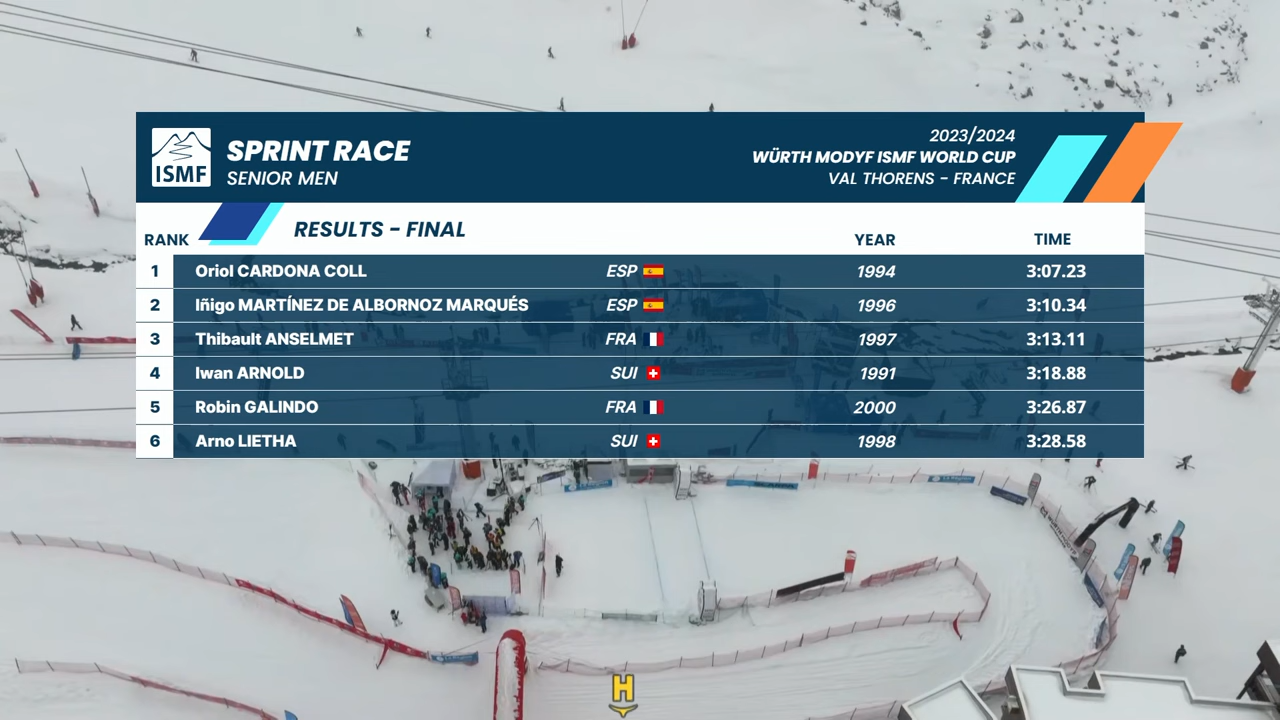 ISMF
SPRINT RACE
SENIOR MEN
2023/2024
WÜRTH MODYF ISMF WORLD CUP
VAL THORENS - FRANCE
RANK
RESULTS - FINAL
YEAR
TIME
1 Oriol CARDONA COLL ESP 1994 3:07.23
2 Iñigo MARTÍNEZ DE ALBORNOZ MARQUÉS ESP 1996 3:10.34
3 Thibault ANSELMET FRA 1997 3:13.11
4 Iwan ARNOLD SUI 1991 3:18.88
5 Robin GALINDO FRA 2000 3:26.87
6 Arno LIETHA SUI 1998 3:28.58
H